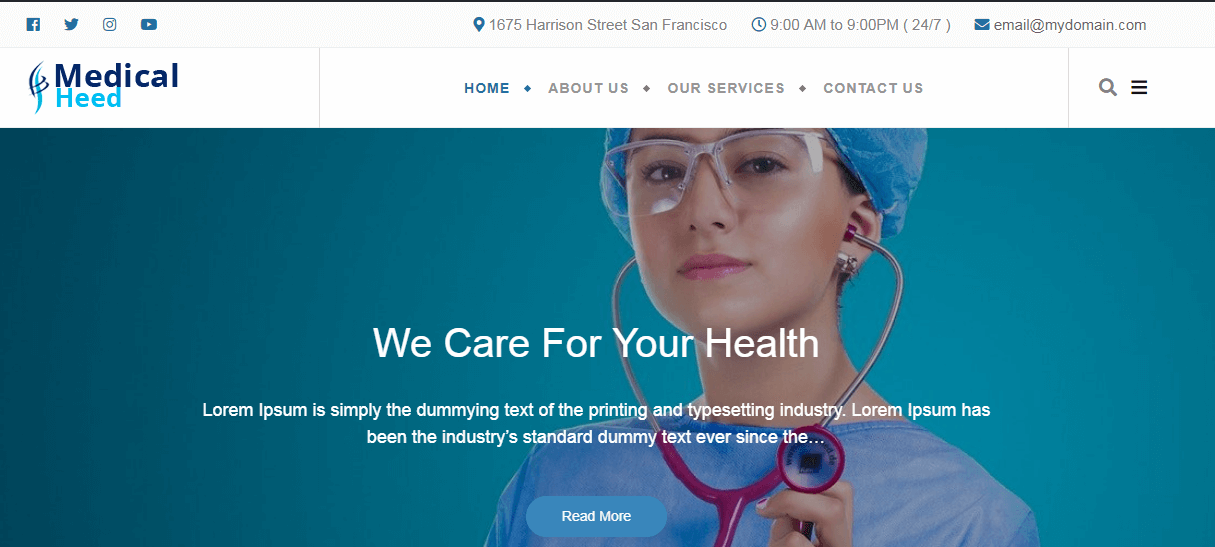 1675 Harrison Street San Francisco
9:00 AM to 9:00PM ( 24/7 )
email@mydomain.com
Medical
Heed
HOME
ABOUT US
OUR SERVICES
CONTACT US
We Care For Your Health
Lorem Ipsum is simply the dummying text of the printing and typesetting industry. Lorem Ipsum has
been the industry’s standard dummy text ever since the…
Read More